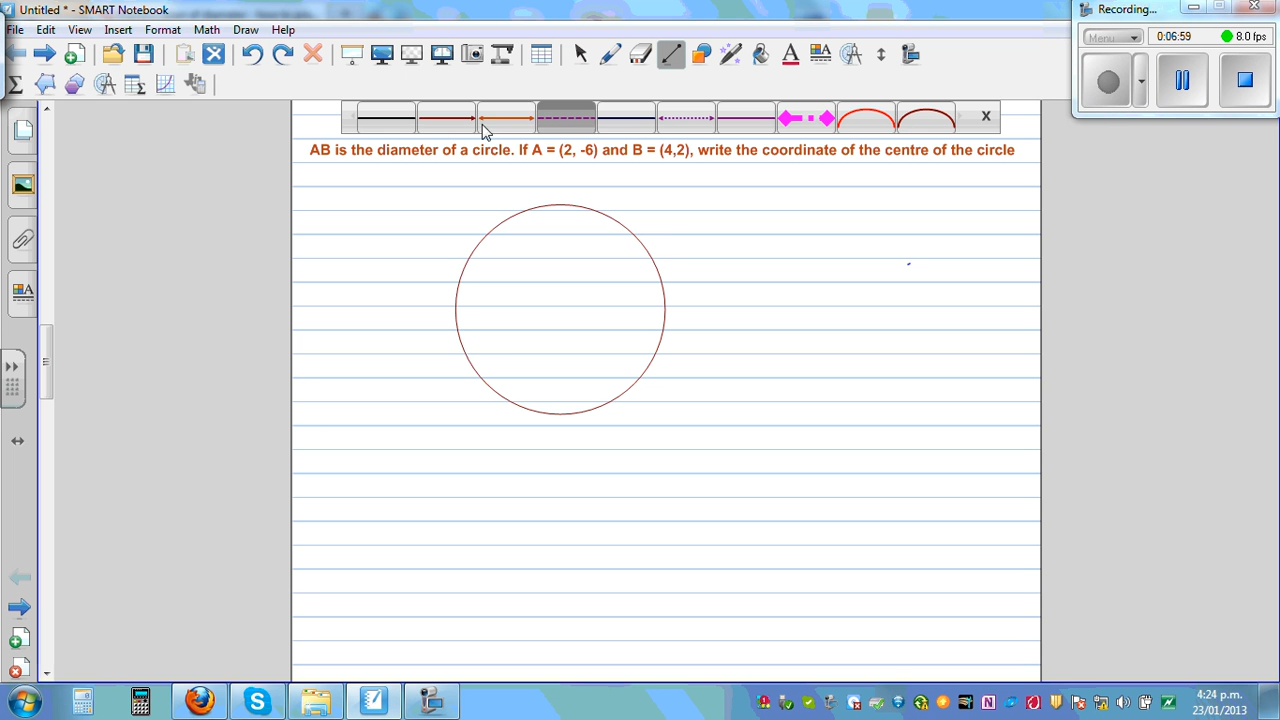 Untitled * - SMART Notebook
Recording...
File Edit View Insert Format Math Draw Help
Menu
0:06:59
8.0 fps
AB is the diameter of a circle. If A = (2, -6) and B = (4,2), write the coordinate of the centre of the circle
4:24 p.m.
23/01/2013